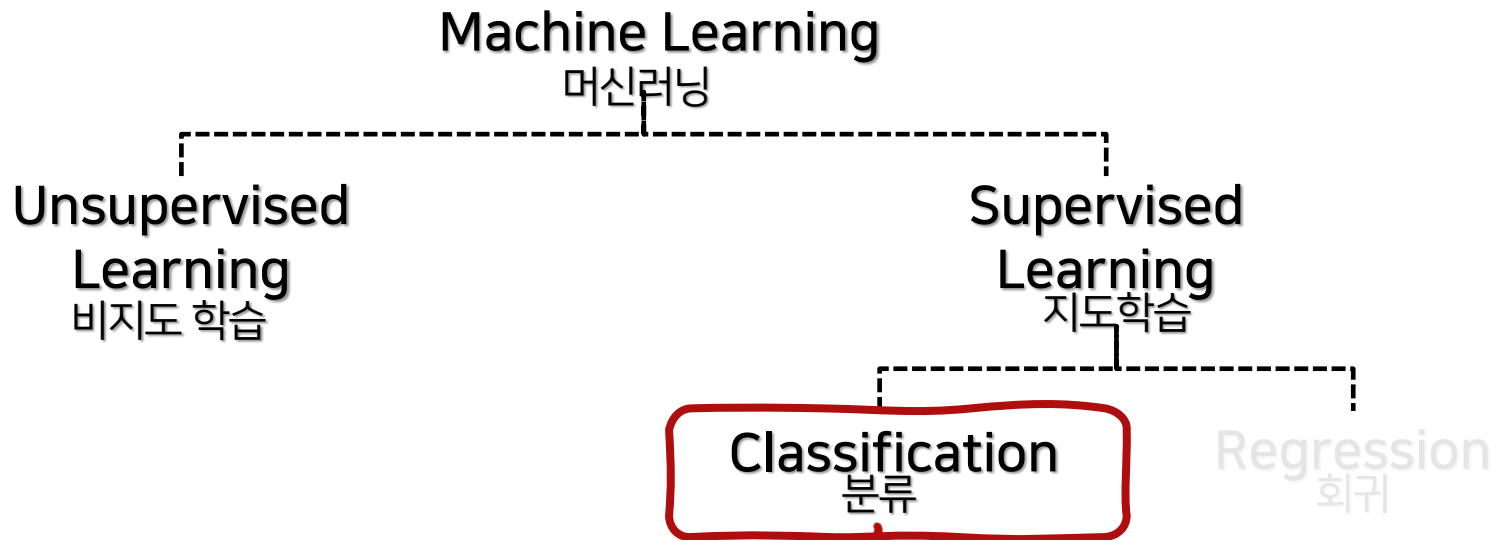 Machine Learning
머신러닝
Unsupervised
Learning
비지도 학습
Supervised
Learning
지도학습
Classification
분류
Regression
회귀